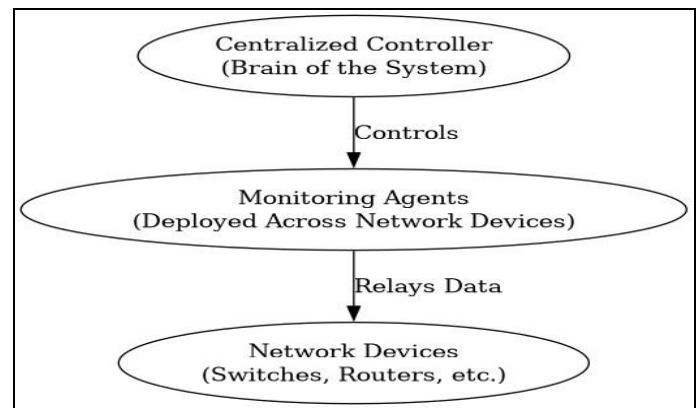 Centralized Controller
(Brain of the System)
Controls
Monitoring Agents
(Deployed Across Network Devices)
Relays Data
Network Devices
(Switches, Routers, etc.)